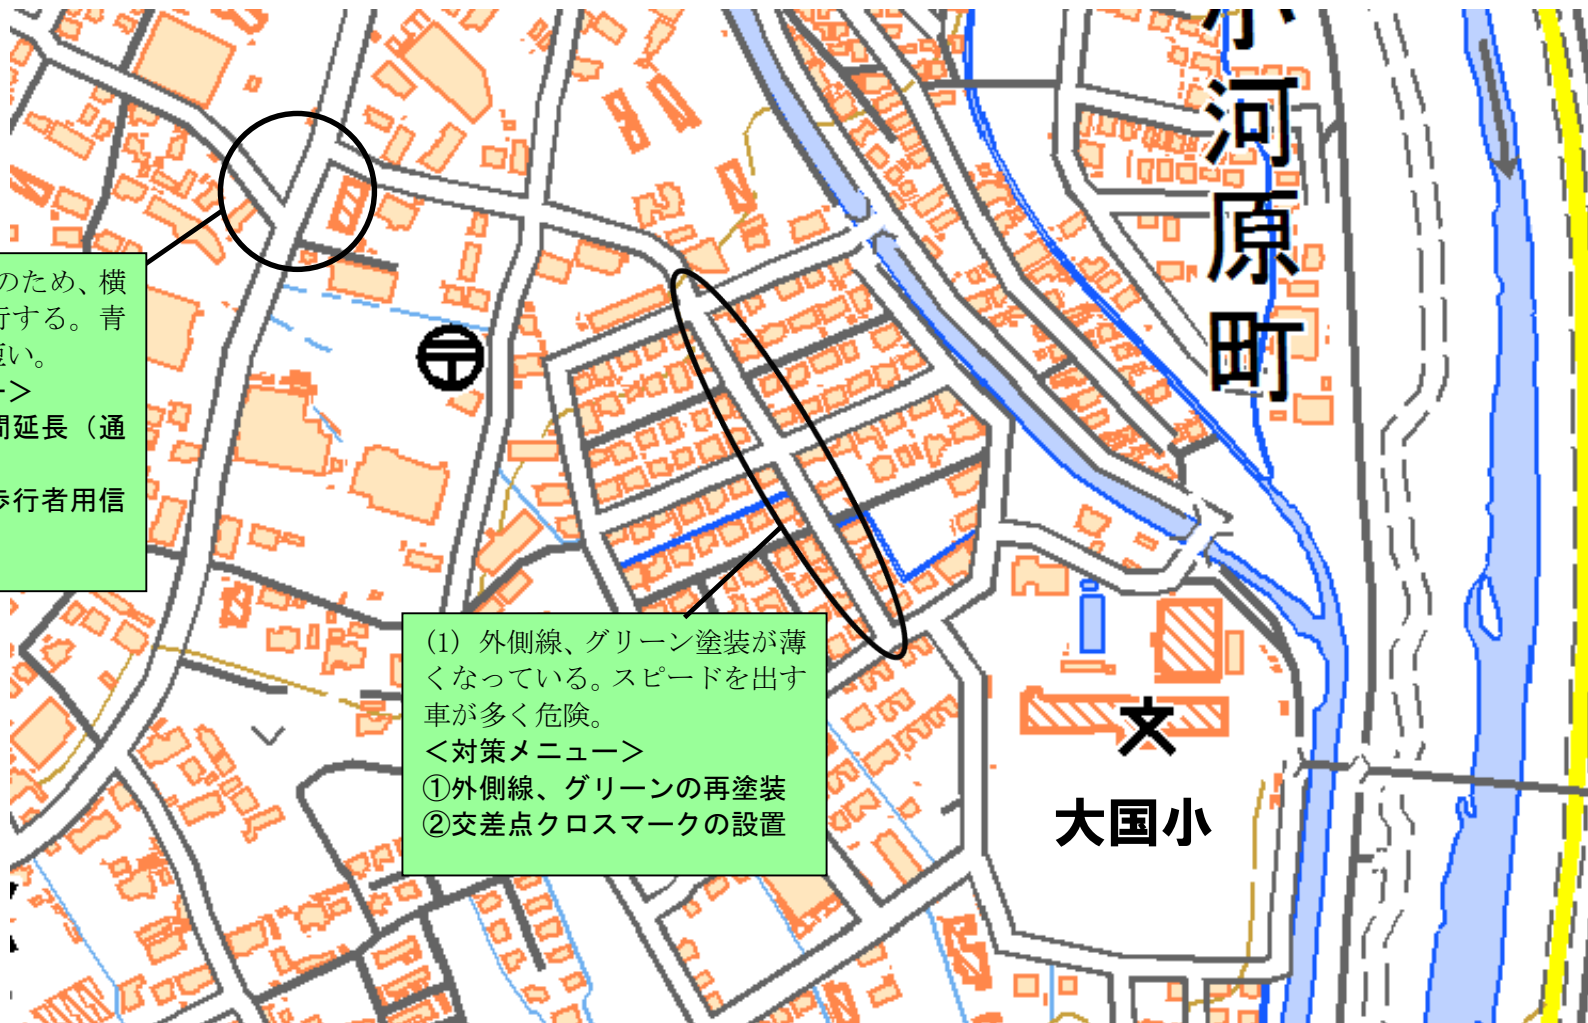 小河原町
のため、横
行する。青
短い。
ー＞
間延長（通
歩行者用信
(1) 外側線、グリーン塗装が薄
くなっている。スピードを出す
車が多く危険。
＜対策メニュー＞
①外側線、グリーンの再塗装
②交差点クロスマークの設置
文
大国小